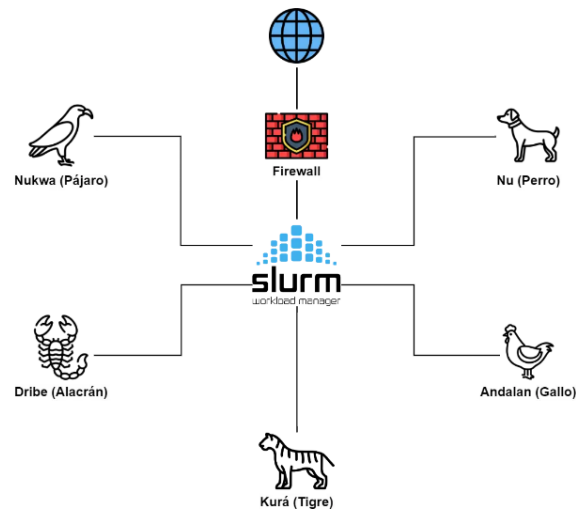 Firewall
Nukwa (Pájaro)
Nu (Perro)
slurm
workload manager
Dribe (Alacrán)
Andalan (Gallo)
Kurá (Tigre)